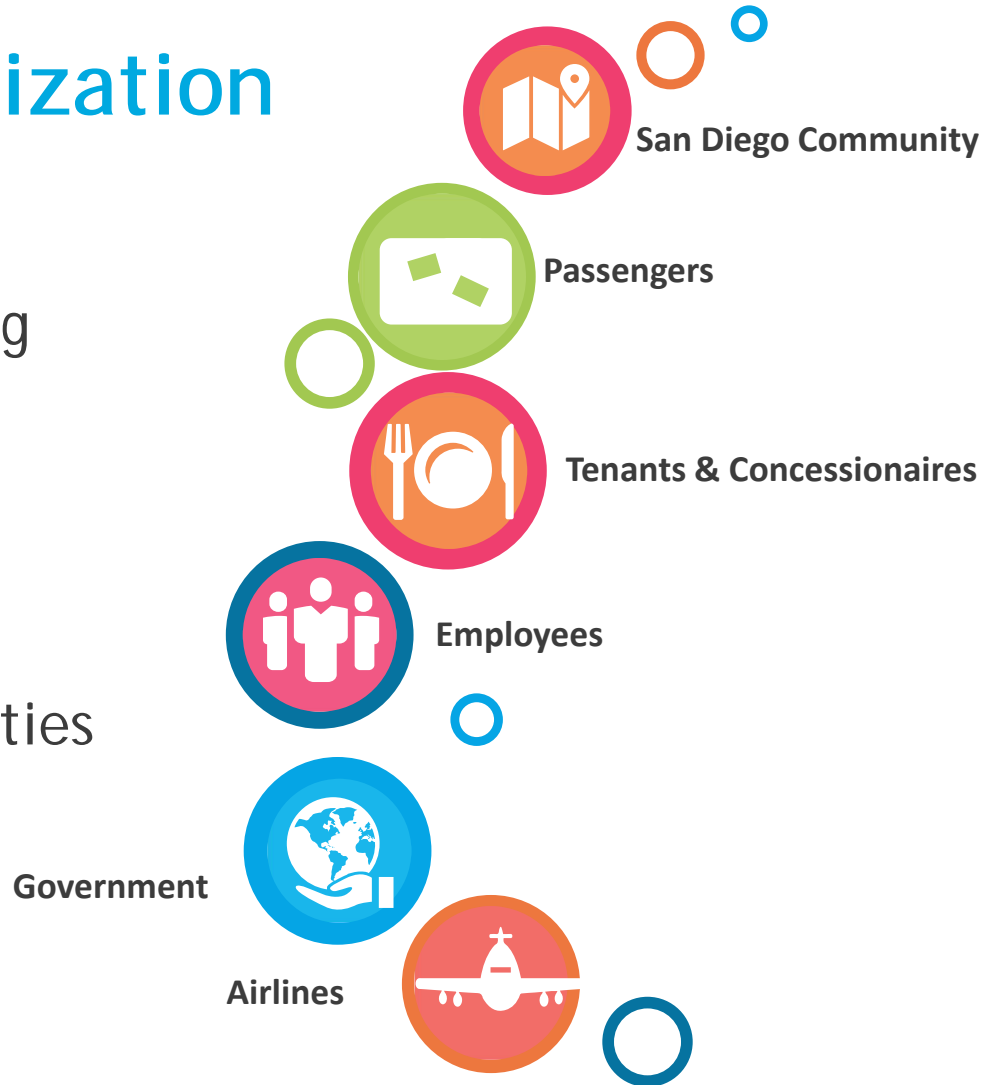 ization
San Diego Community
Passengers
g
Tenants & Concessionaires
Employees
ties
Government
Airlines